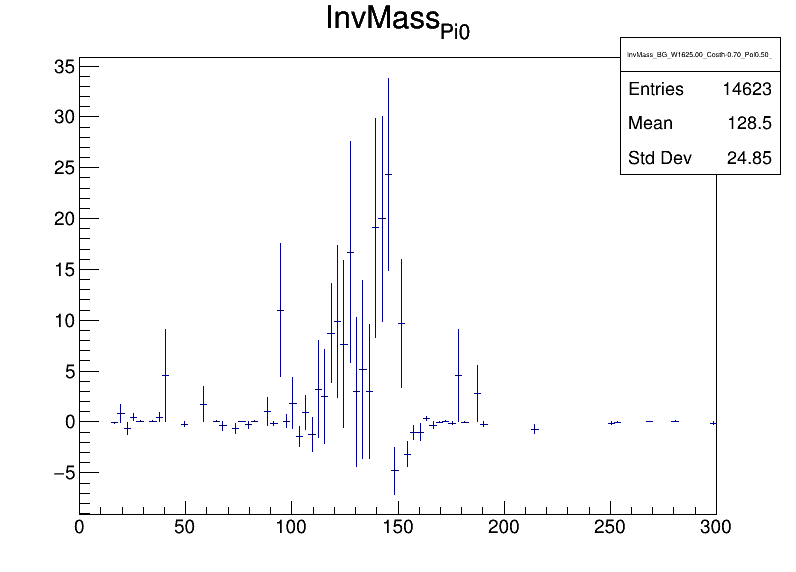 InvMassPi0
InvMass_BG_W1625.00_Costh-0.70_Pol0.50_
Entries 14623
Mean 128.5
Std Dev 24.85
35
30
25
20
15
10
5
0
−5
0 50 100 150 200 250 300